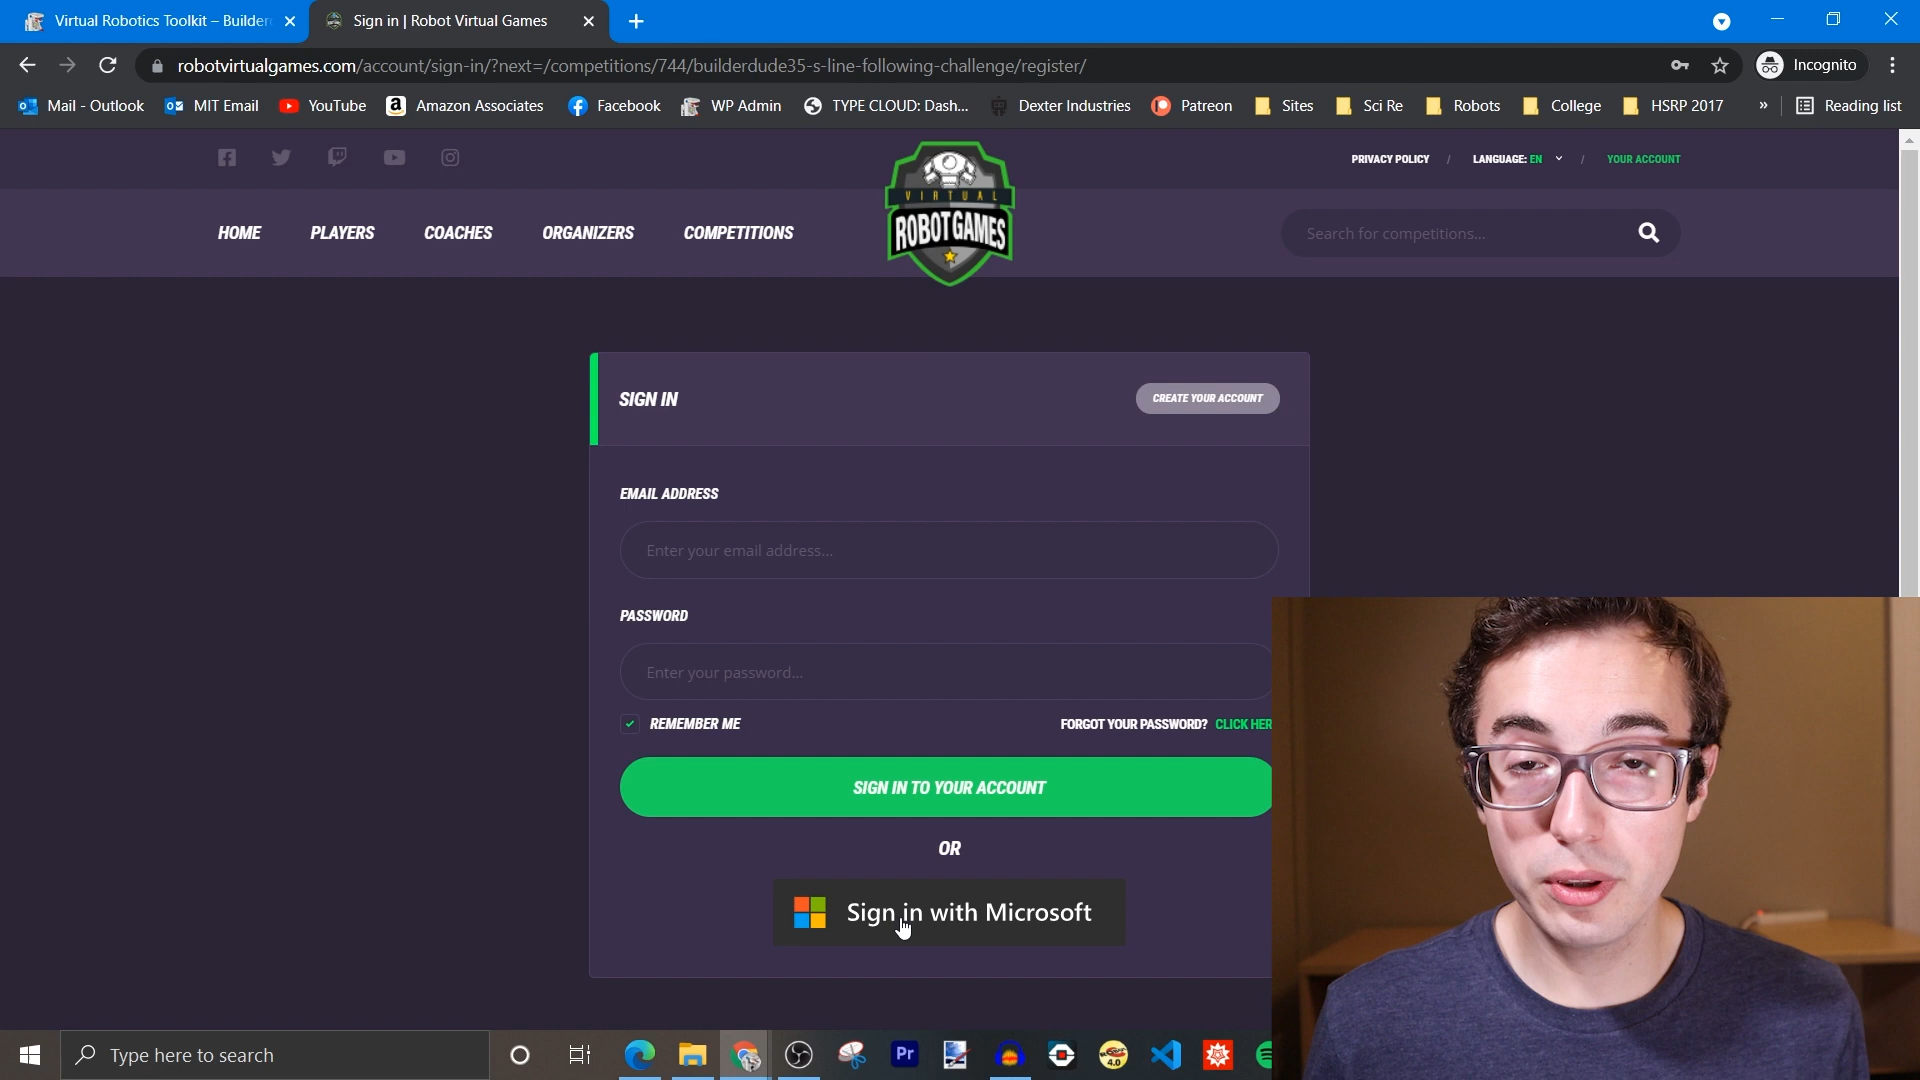 Virtual Robotics Toolkit – Builder
Sign in | Robot Virtual Games
robotvirtualgames.com/account/sign-in/?next=/competitions/744/builderdude35-s-line-following-challenge/register/
Incognito
Mail - Outlook
MIT Email
YouTube
Amazon Associates
Facebook
WP Admin
TYPE CLOUD: Dash...
Dexter Industries
Patreon
Sites
Sci Re
Robots
College
HSRP 2017
»
Reading list
PRIVACY POLICY / LANGUAGE: EN / YOUR ACCOUNT
HOME
PLAYERS
COACHES
ORGANIZERS
COMPETITIONS
VIRTUAL
ROBOTGAMES
Search for competitions...
SIGN IN
CREATE YOUR ACCOUNT
EMAIL ADDRESS
Enter your email address...
PASSWORD
Enter your password...
REMEMBER ME
FORGOT YOUR PASSWORD? CLICK HER
SIGN IN TO YOUR ACCOUNT
OR
Sign in with Microsoft
Type here to search
Pr
4.0